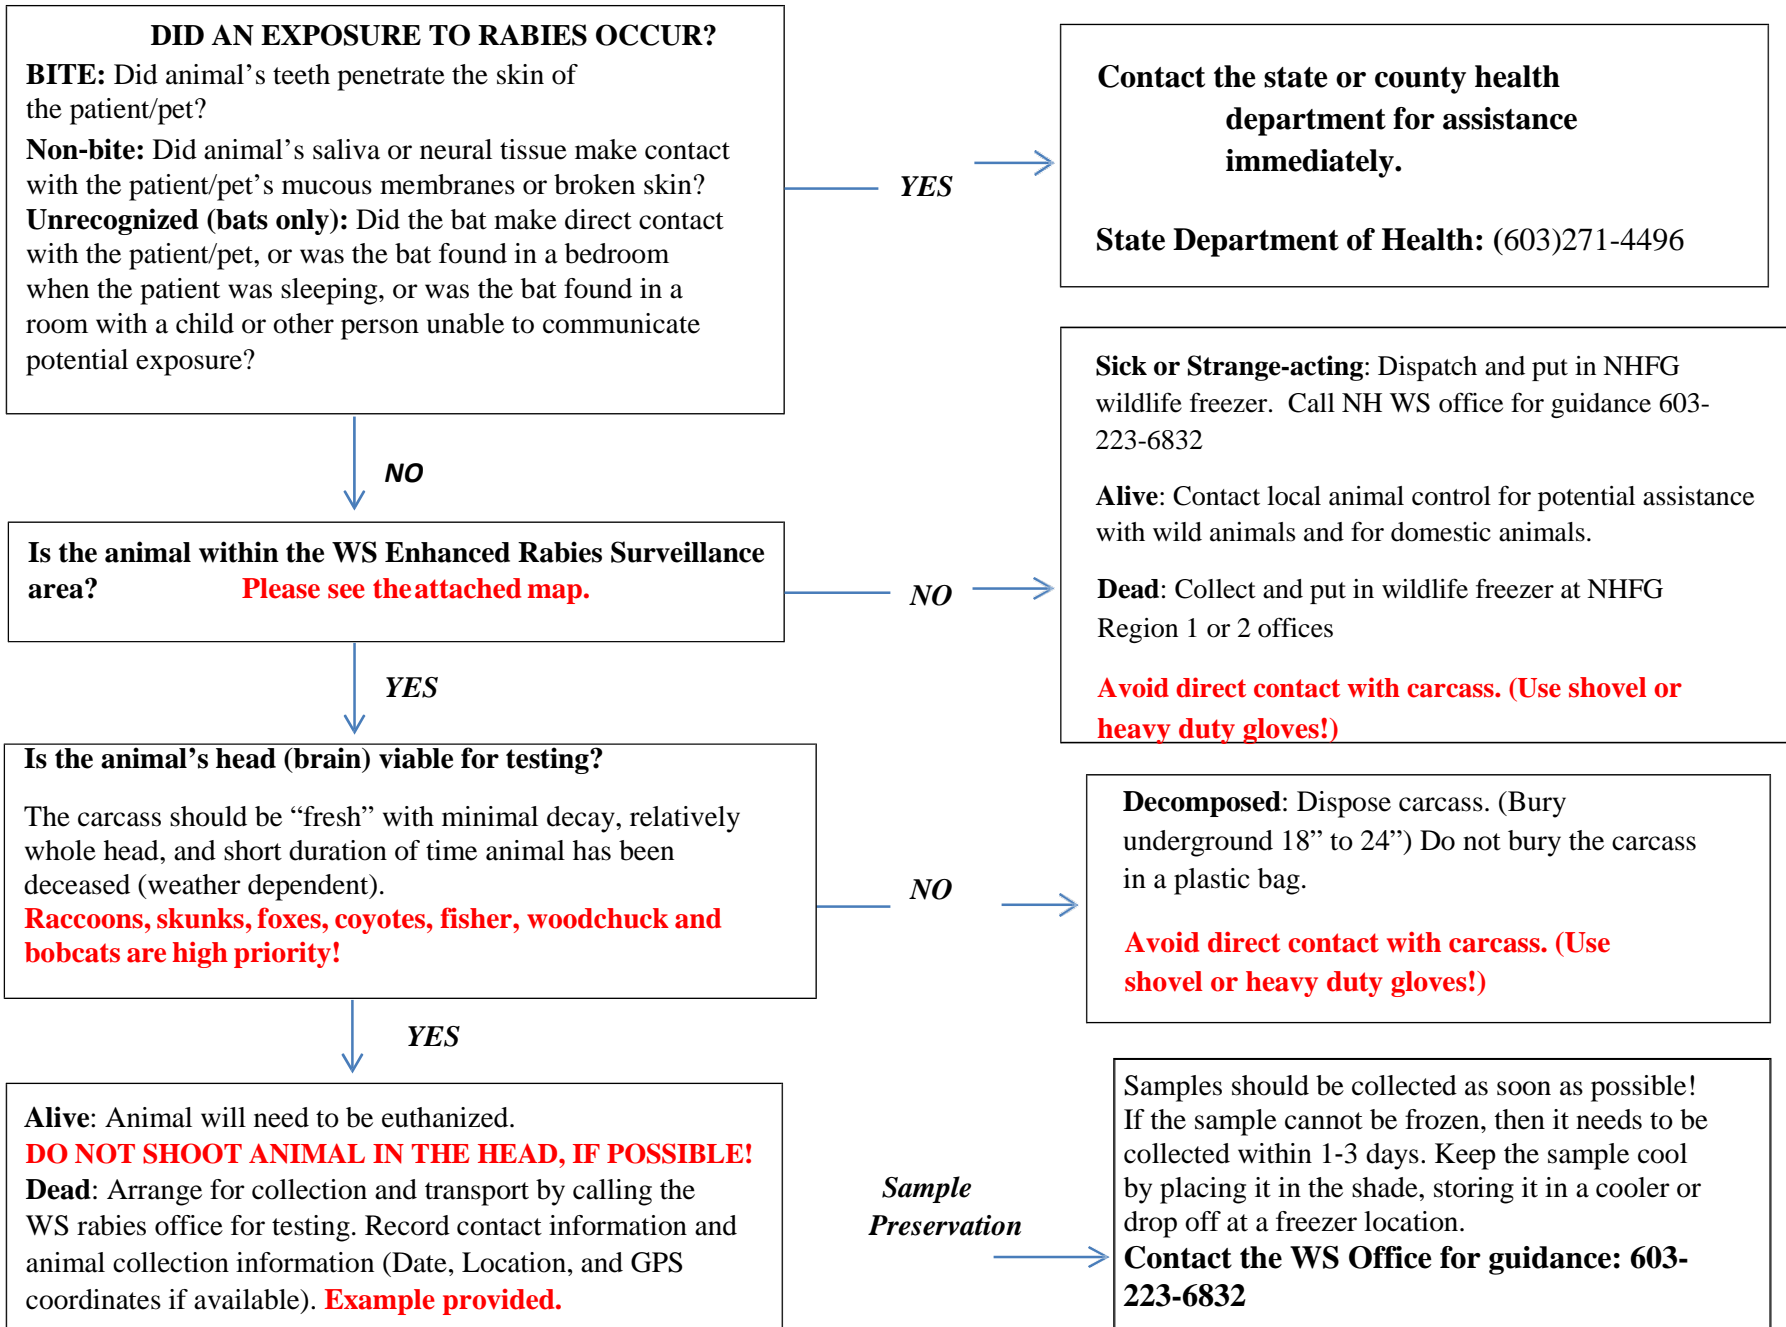 DID AN EXPOSURE TO RABIES OCCUR?
BITE: Did animal’s teeth penetrate the skin of
the patient/pet?
Non-bite: Did animal’s saliva or neural tissue make contact
with the patient/pet’s mucous membranes or broken skin?
Unrecognized (bats only): Did the bat make direct contact
with the patient/pet, or was the bat found in a bedroom
when the patient was sleeping, or was the bat found in a
room with a child or other person unable to communicate
potential exposure?
YES
Contact the state or county health
department for assistance
immediately.
State Department of Health: (603)271-4496
NO
Is the animal within the WS Enhanced Rabies Surveillance
area? Please see the attached map.
NO
Sick or Strange-acting: Dispatch and put in NHFG
wildlife freezer. Call NH WS office for guidance 603-
223-6832
Alive: Contact local animal control for potential assistance
with wild animals and for domestic animals.
Dead: Collect and put in wildlife freezer at NHFG
Region 1 or 2 offices
Avoid direct contact with carcass. (Use shovel or
heavy duty gloves!)
YES
Is the animal’s head (brain) viable for testing?
The carcass should be “fresh” with minimal decay, relatively
whole head, and short duration of time animal has been
deceased (weather dependent).
Raccoons, skunks, foxes, coyotes, fisher, woodchuck and
bobcats are high priority!
NO
Decomposed: Dispose carcass. (Bury
underground 18” to 24”) Do not bury the carcass
in a plastic bag.
Avoid direct contact with carcass. (Use
shovel or heavy duty gloves!)
YES
Alive: Animal will need to be euthanized.
DO NOT SHOOT ANIMAL IN THE HEAD, IF POSSIBLE!
Dead: Arrange for collection and transport by calling the
WS rabies office for testing. Record contact information and
animal collection information (Date, Location, and GPS
coordinates if available). Example provided.
Sample
Preservation
Samples should be collected as soon as possible!
If the sample cannot be frozen, then it needs to be
collected within 1-3 days. Keep the sample cool
by placing it in the shade, storing it in a cooler or
drop off at a freezer location.
Contact the WS Office for guidance: 603-
223-6832